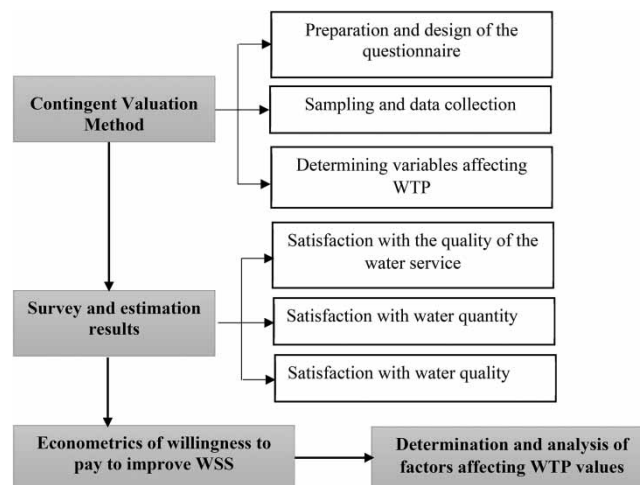 Preparation and design of the
questionnaire
Contingent Valuation
Method
Sampling and data collection
Determining variables affecting
WTP
Satisfaction with the quality of the
water service
Survey and estimation
results
Satisfaction with water quantity
Satisfaction with water quality
Econometrics of willingness to
pay to improve WSS
Determination and analysis of
factors affecting WTP values